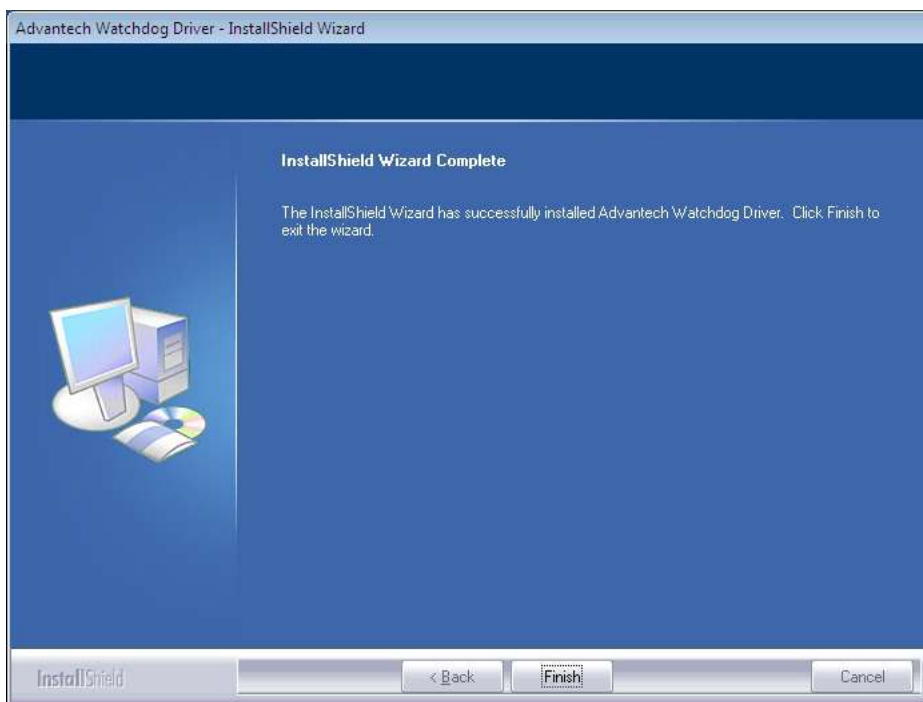 Advantech Watchdog Driver - InstallShield Wizard
InstallShield Wizard Complete
The InstallShield Wizard has successfully installed Advantech Watchdog Driver. Click Finish to
exit the wizard.
InstallShield
< Back
Finish
Cancel